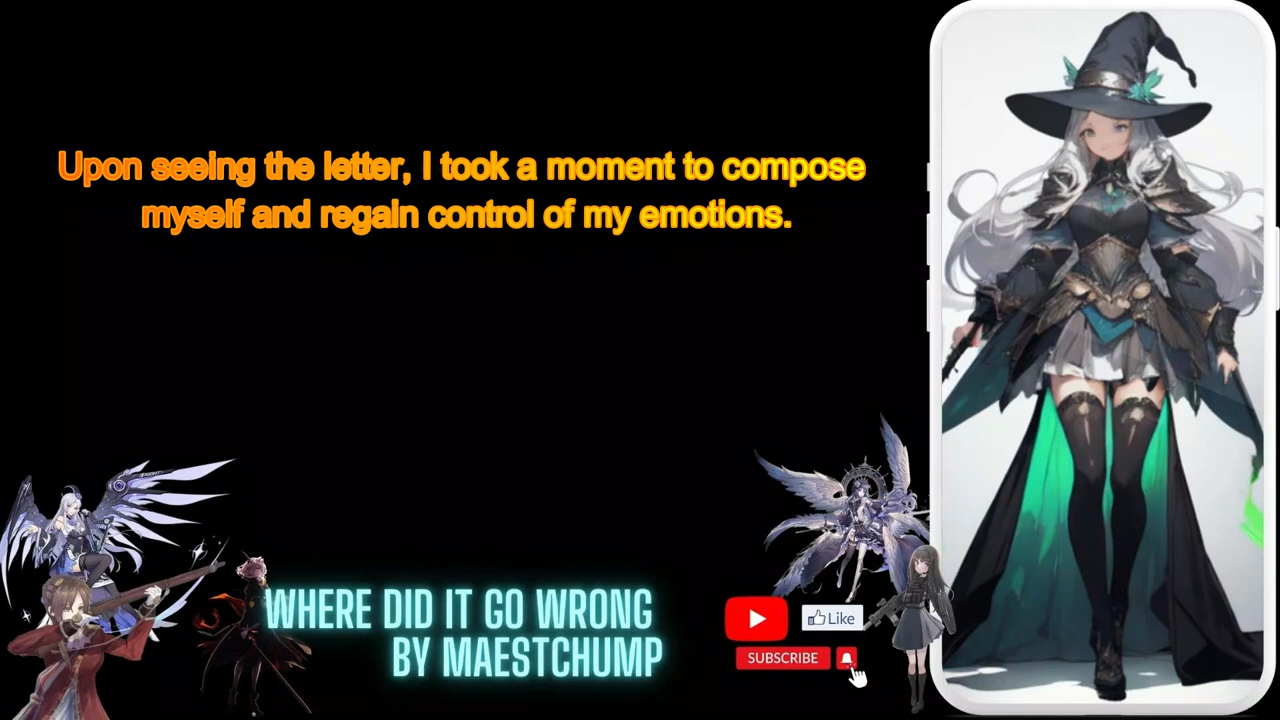 Upon seeing the letter, I took a moment to compose
myself and regain control of my emotions.
WHERE DID IT GO WRONG
BY MAESTCHUMP
Like
SUBSCRIBE